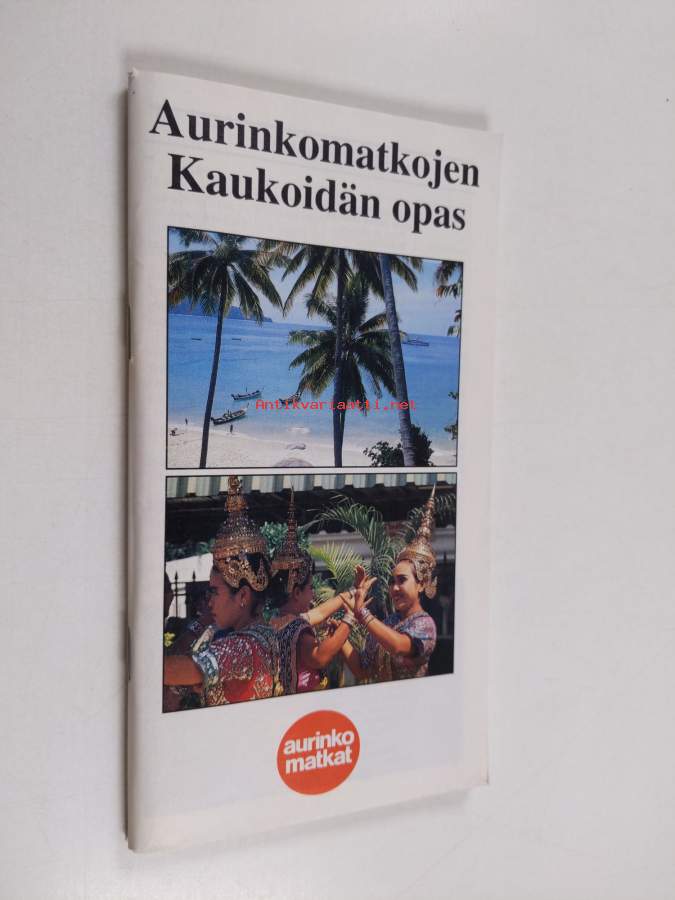 Aurinkomatkojen
Kaukoidän opas
Antikvariaatti.net
aurinko
matkat